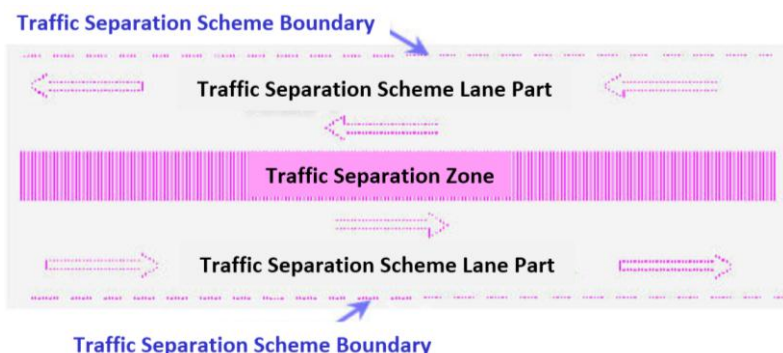 Traffic Separation Scheme Boundary
Traffic Separation Scheme Lane Part
Traffic Separation Zone
Traffic Separation Scheme Lane Part
Traffic Separation Scheme Boundary